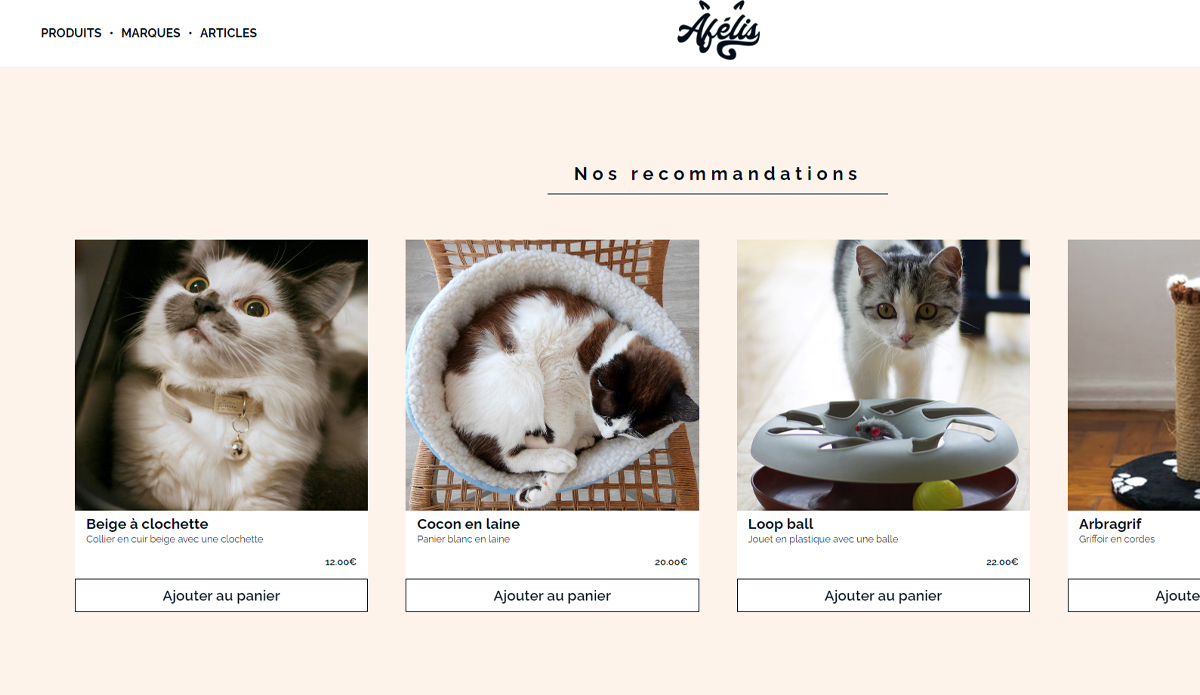 PRODUITS • MARQUES • ARTICLES
Afélis
Nos recommandations
Beige à clochette
Collier en cuir beige avec une clochette
12.00€
Ajouter au panier
Cocon en laine
Panier blanc en laine
20.00€
Ajouter au panier
Loop ball
Jouet en plastique avec une balle
22.00€
Ajouter au panier
Arbragrif
Griffoir en cordes
Ajoute